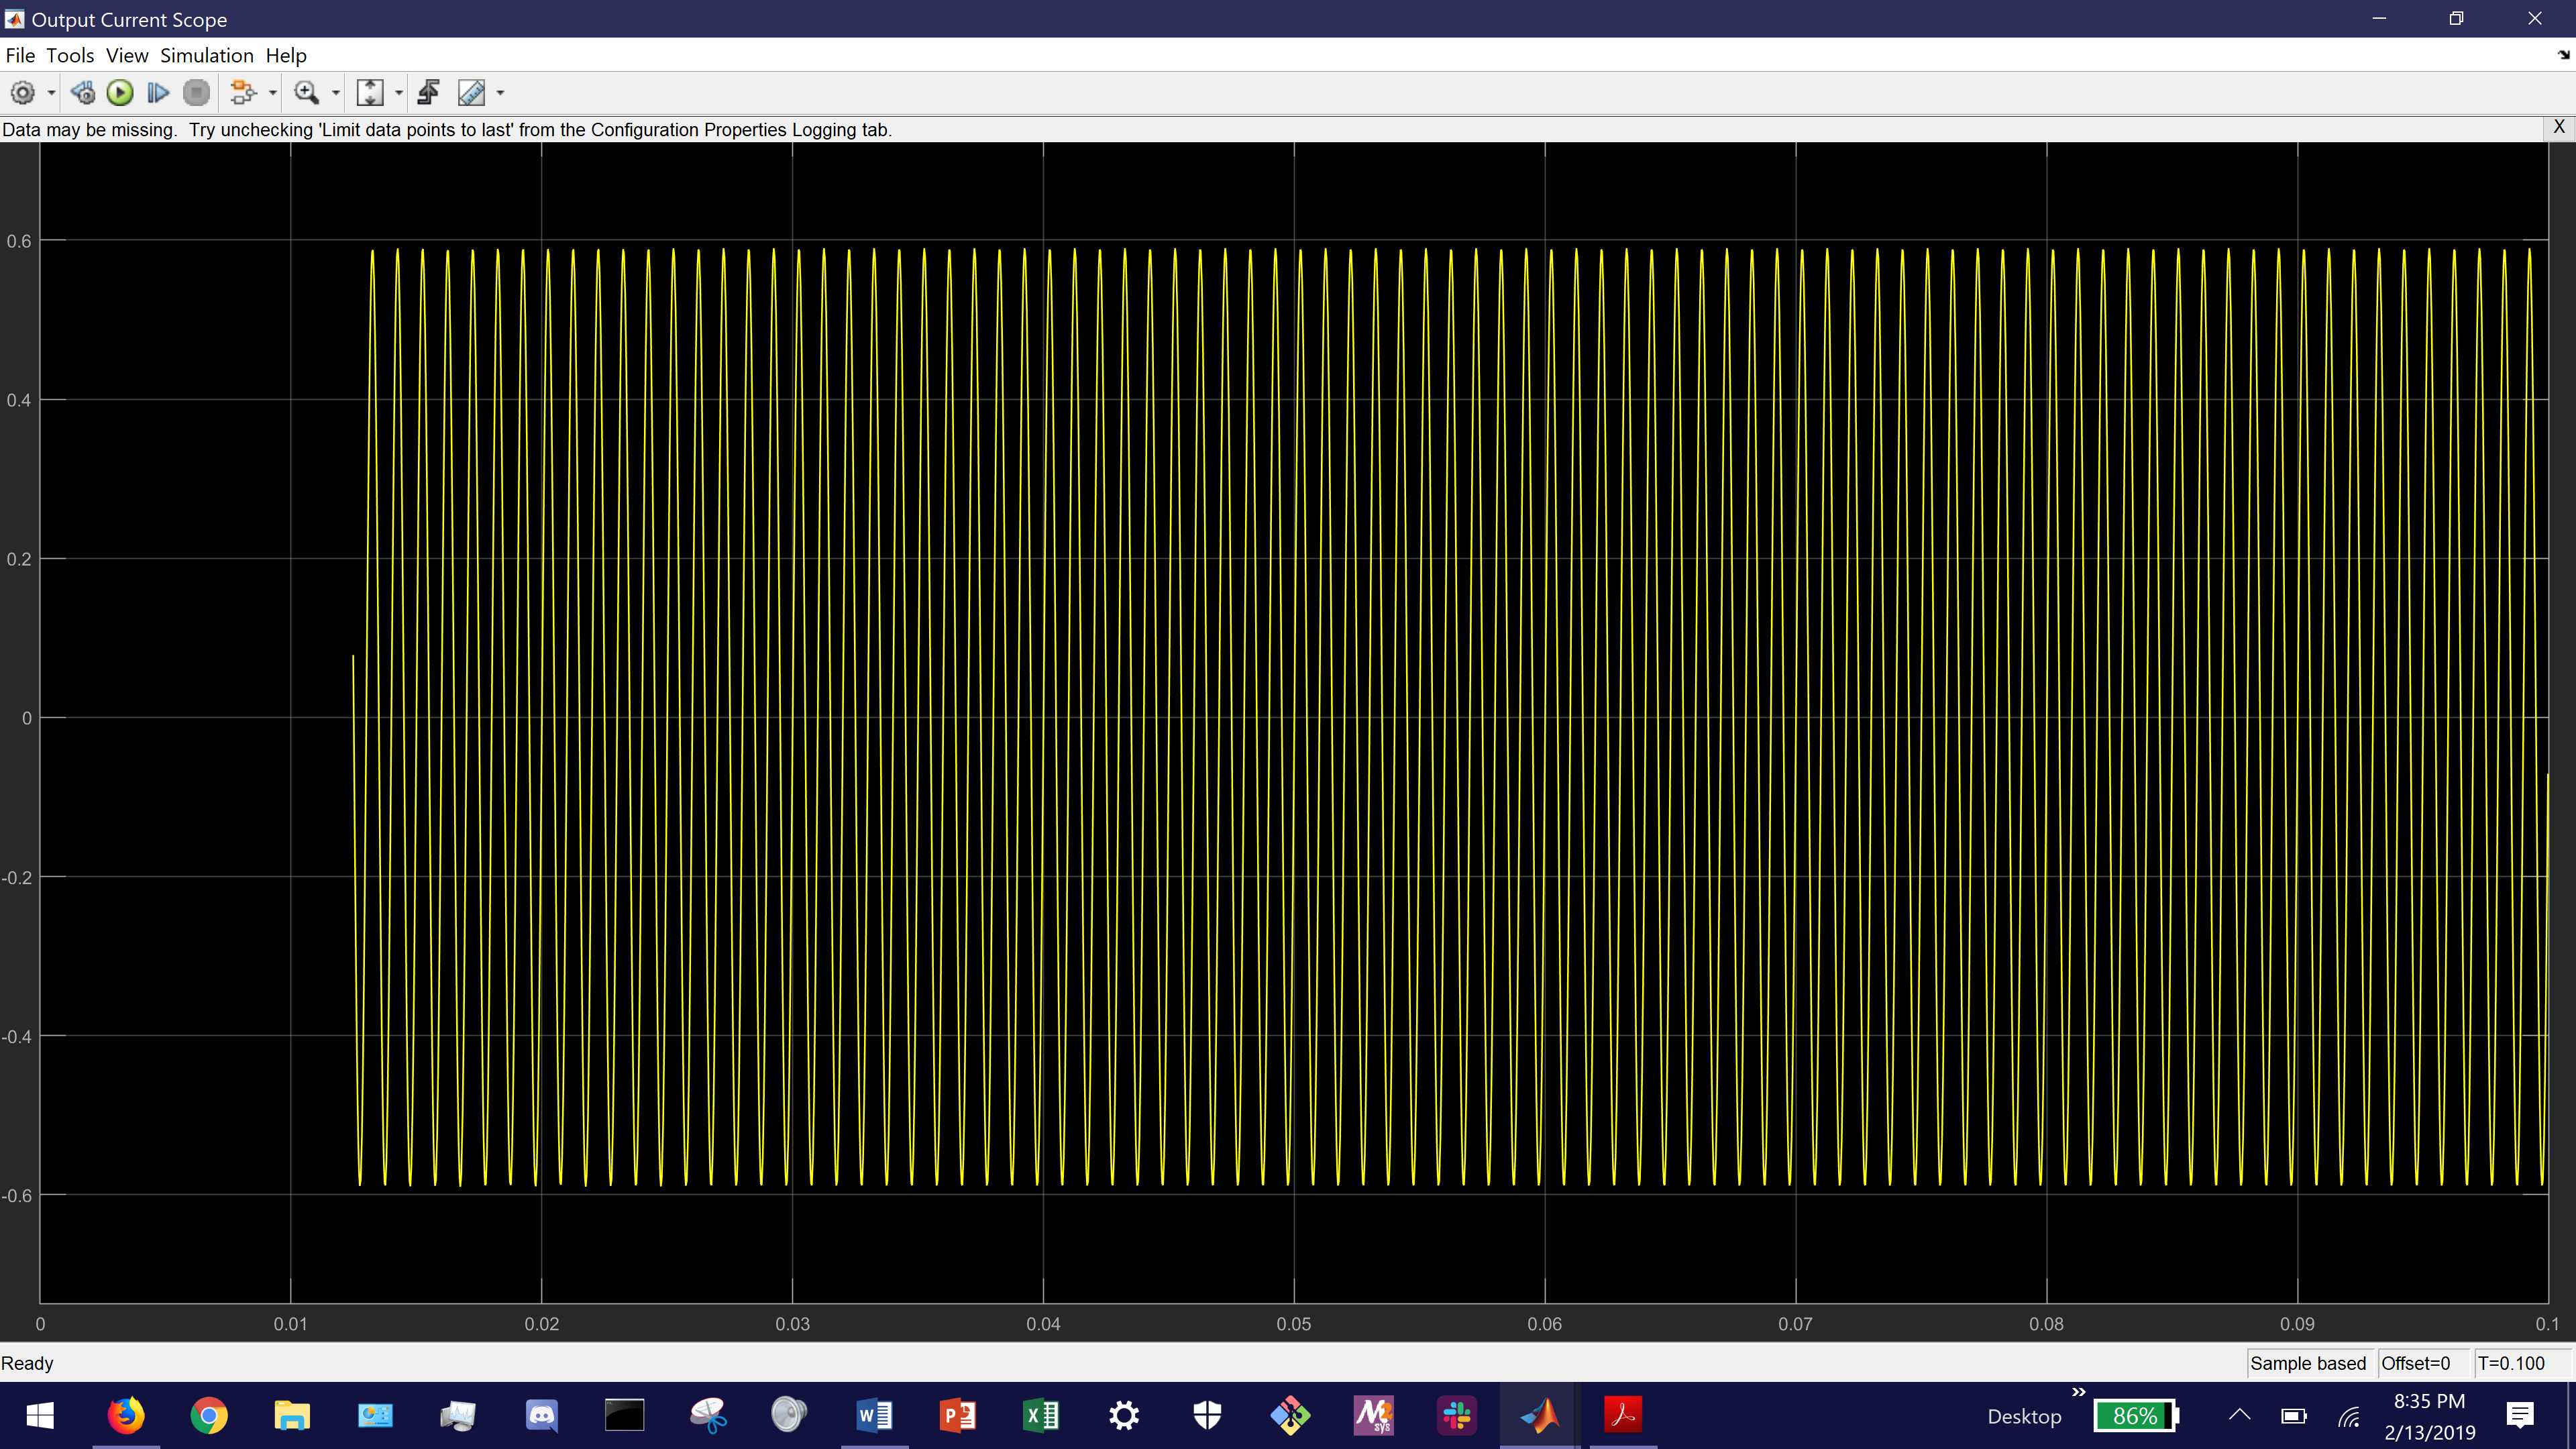 Output Current Scope
File Tools View Simulation Help
Data may be missing.  Try unchecking 'Limit data points to last' from the Configuration Properties Logging tab.
X
0.6
0.4
0.2
0
-0.2
-0.4
-0.6
0 0.01 0.02 0.03 0.04 0.05 0.06 0.07 0.08 0.09 0.1
Ready Sample based Offset=0 T=0.100
Desktop » 86% 8:35 PM
2/13/2019
W P X M sys